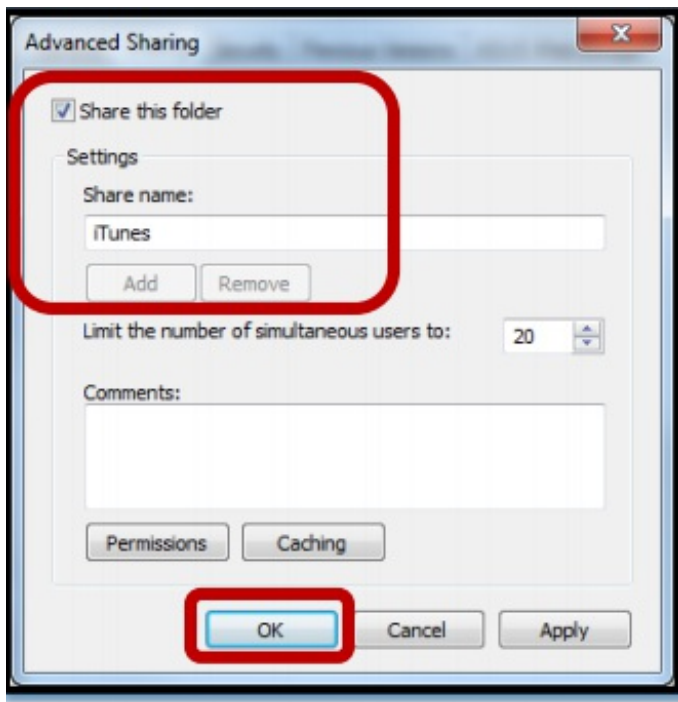 Advanced Sharing
Share this folder
Settings
Share name:
iTunes
Add Remove
Limit the number of simultaneous users to: 20
Comments:
Permissions Caching
OK Cancel Apply